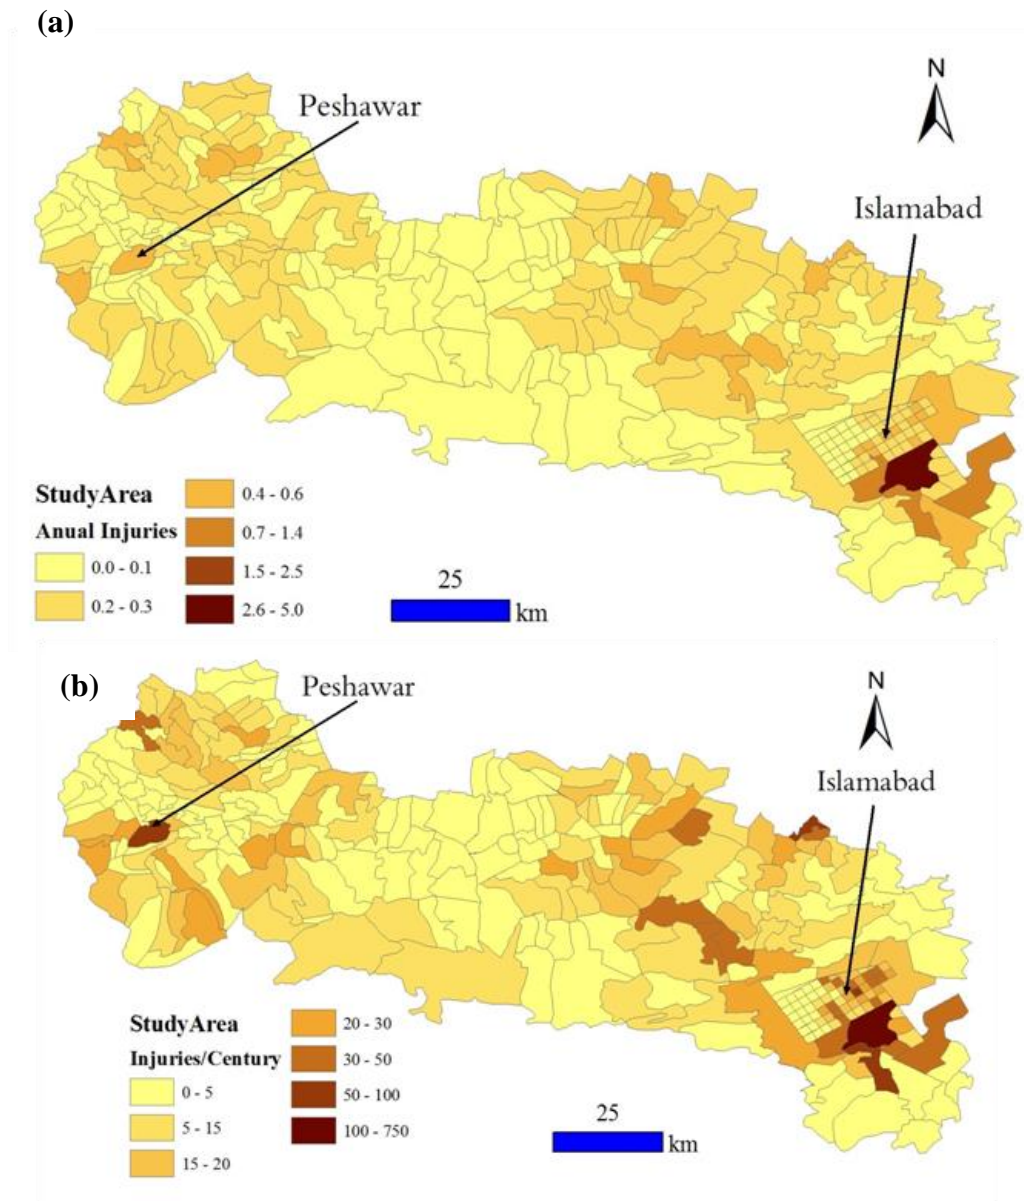 (a)
N
Peshawar
Islamabad
StudyArea
Anual Injuries
0.0 - 0.1
0.2 - 0.3
0.4 - 0.6
0.7 - 1.4
1.5 - 2.5
2.6 - 5.0
25
km
(b)
N
Peshawar
Islamabad
StudyArea
Injuries/Century
0 - 5
5 - 15
15 - 20
20 - 30
30 - 50
50 - 100
100 - 750
25
km